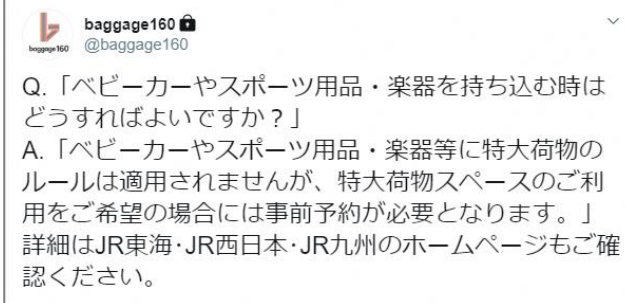 baggage160
@baggage160
baggage160
Q.「ベビーカーやスポーツ用品・楽器を持ち込む時は
どうすればよいですか？」
A.「ベビーカーやスポーツ用品・楽器等に特大荷物の
ルールは適用されませんが、特大荷物スペースのご利
用をご希望の場合には事前予約が必要となります。」
詳細はJR東海･JR西日本･JR九州のホームページもご確
認ください。